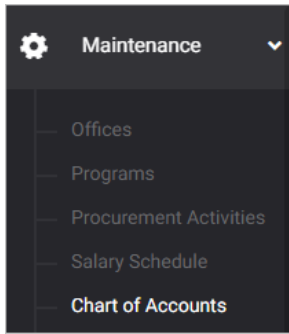 Maintenance
Offices
Programs
Procurement Activities
Salary Schedule
Chart of Accounts